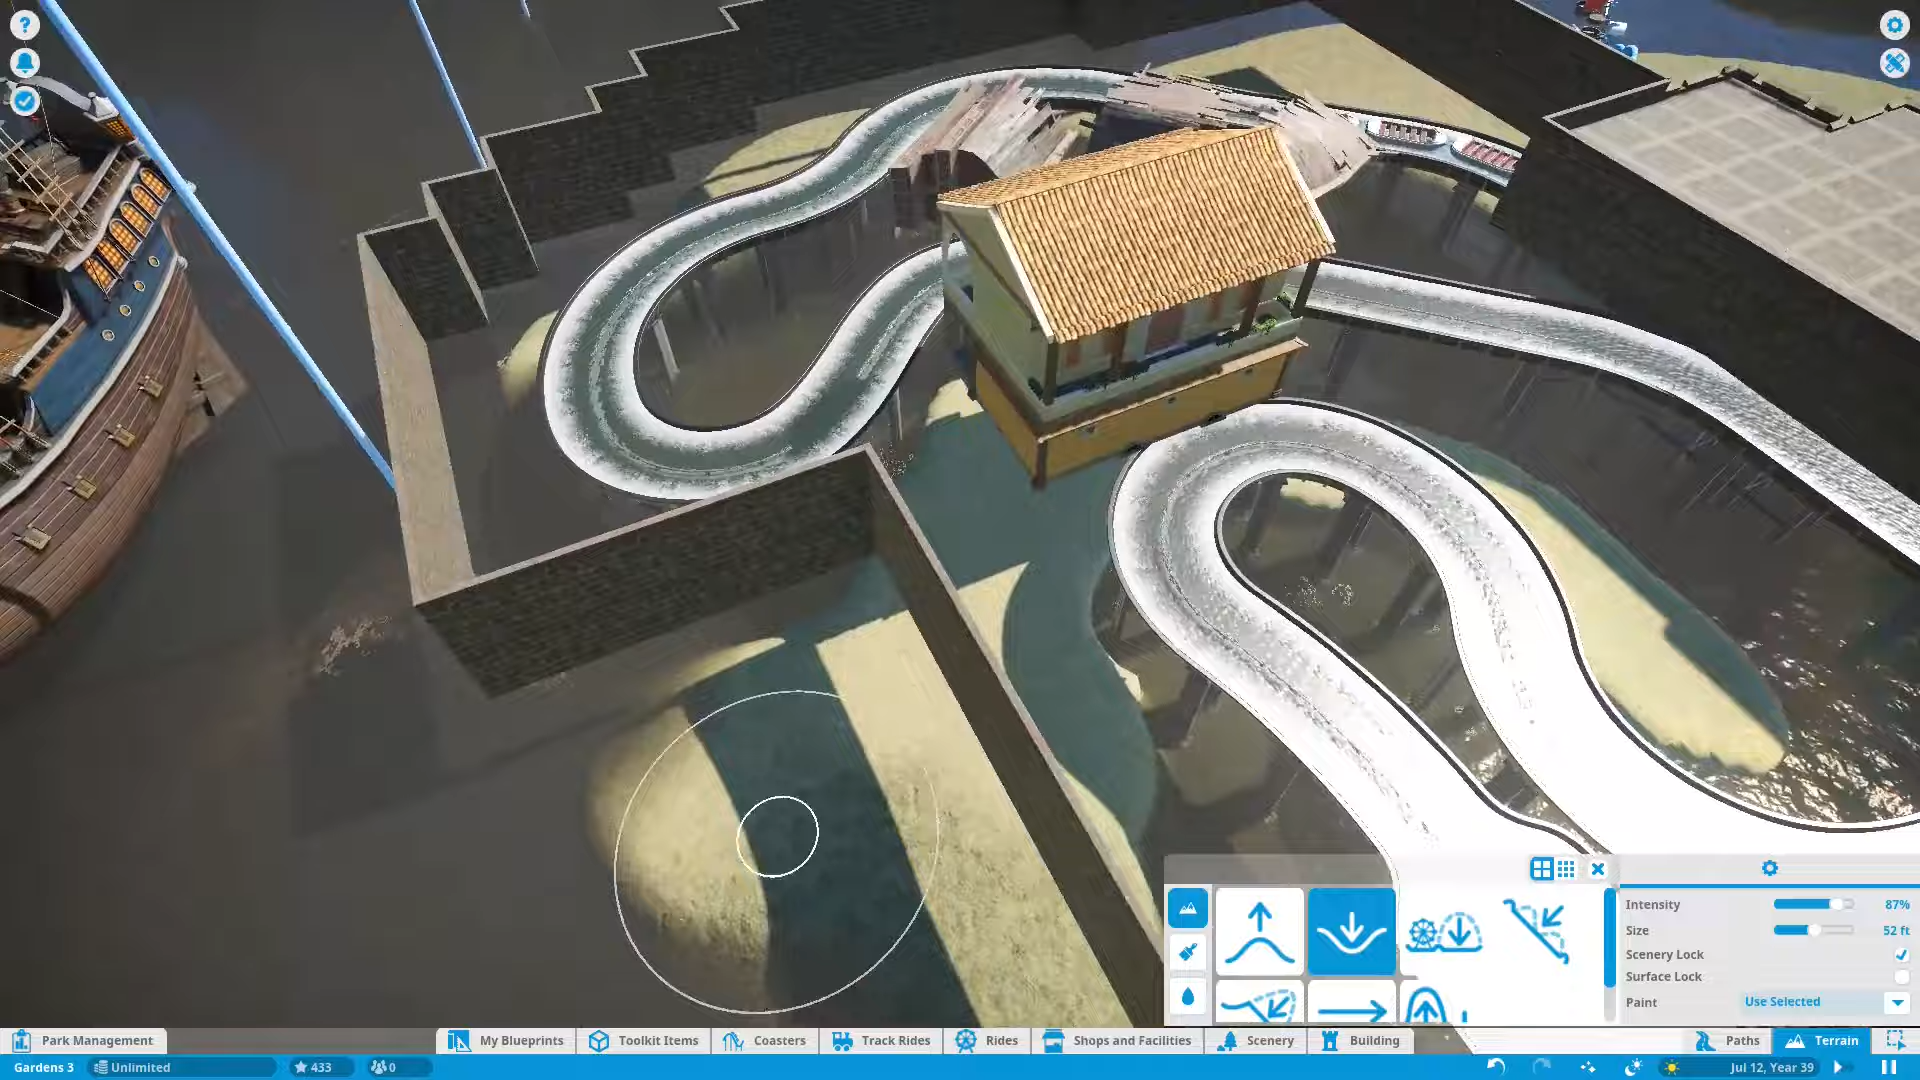 Intensity 87%
Size 52 ft
Scenery Lock
Surface Lock
Paint Use Selected
Park Management My Blueprints Toolkit Items Coasters Track Rides Rides Shops and Facilities Scenery Building Paths Terrain
Gardens 3 Unlimited 433 0 Jul 12, Year 39